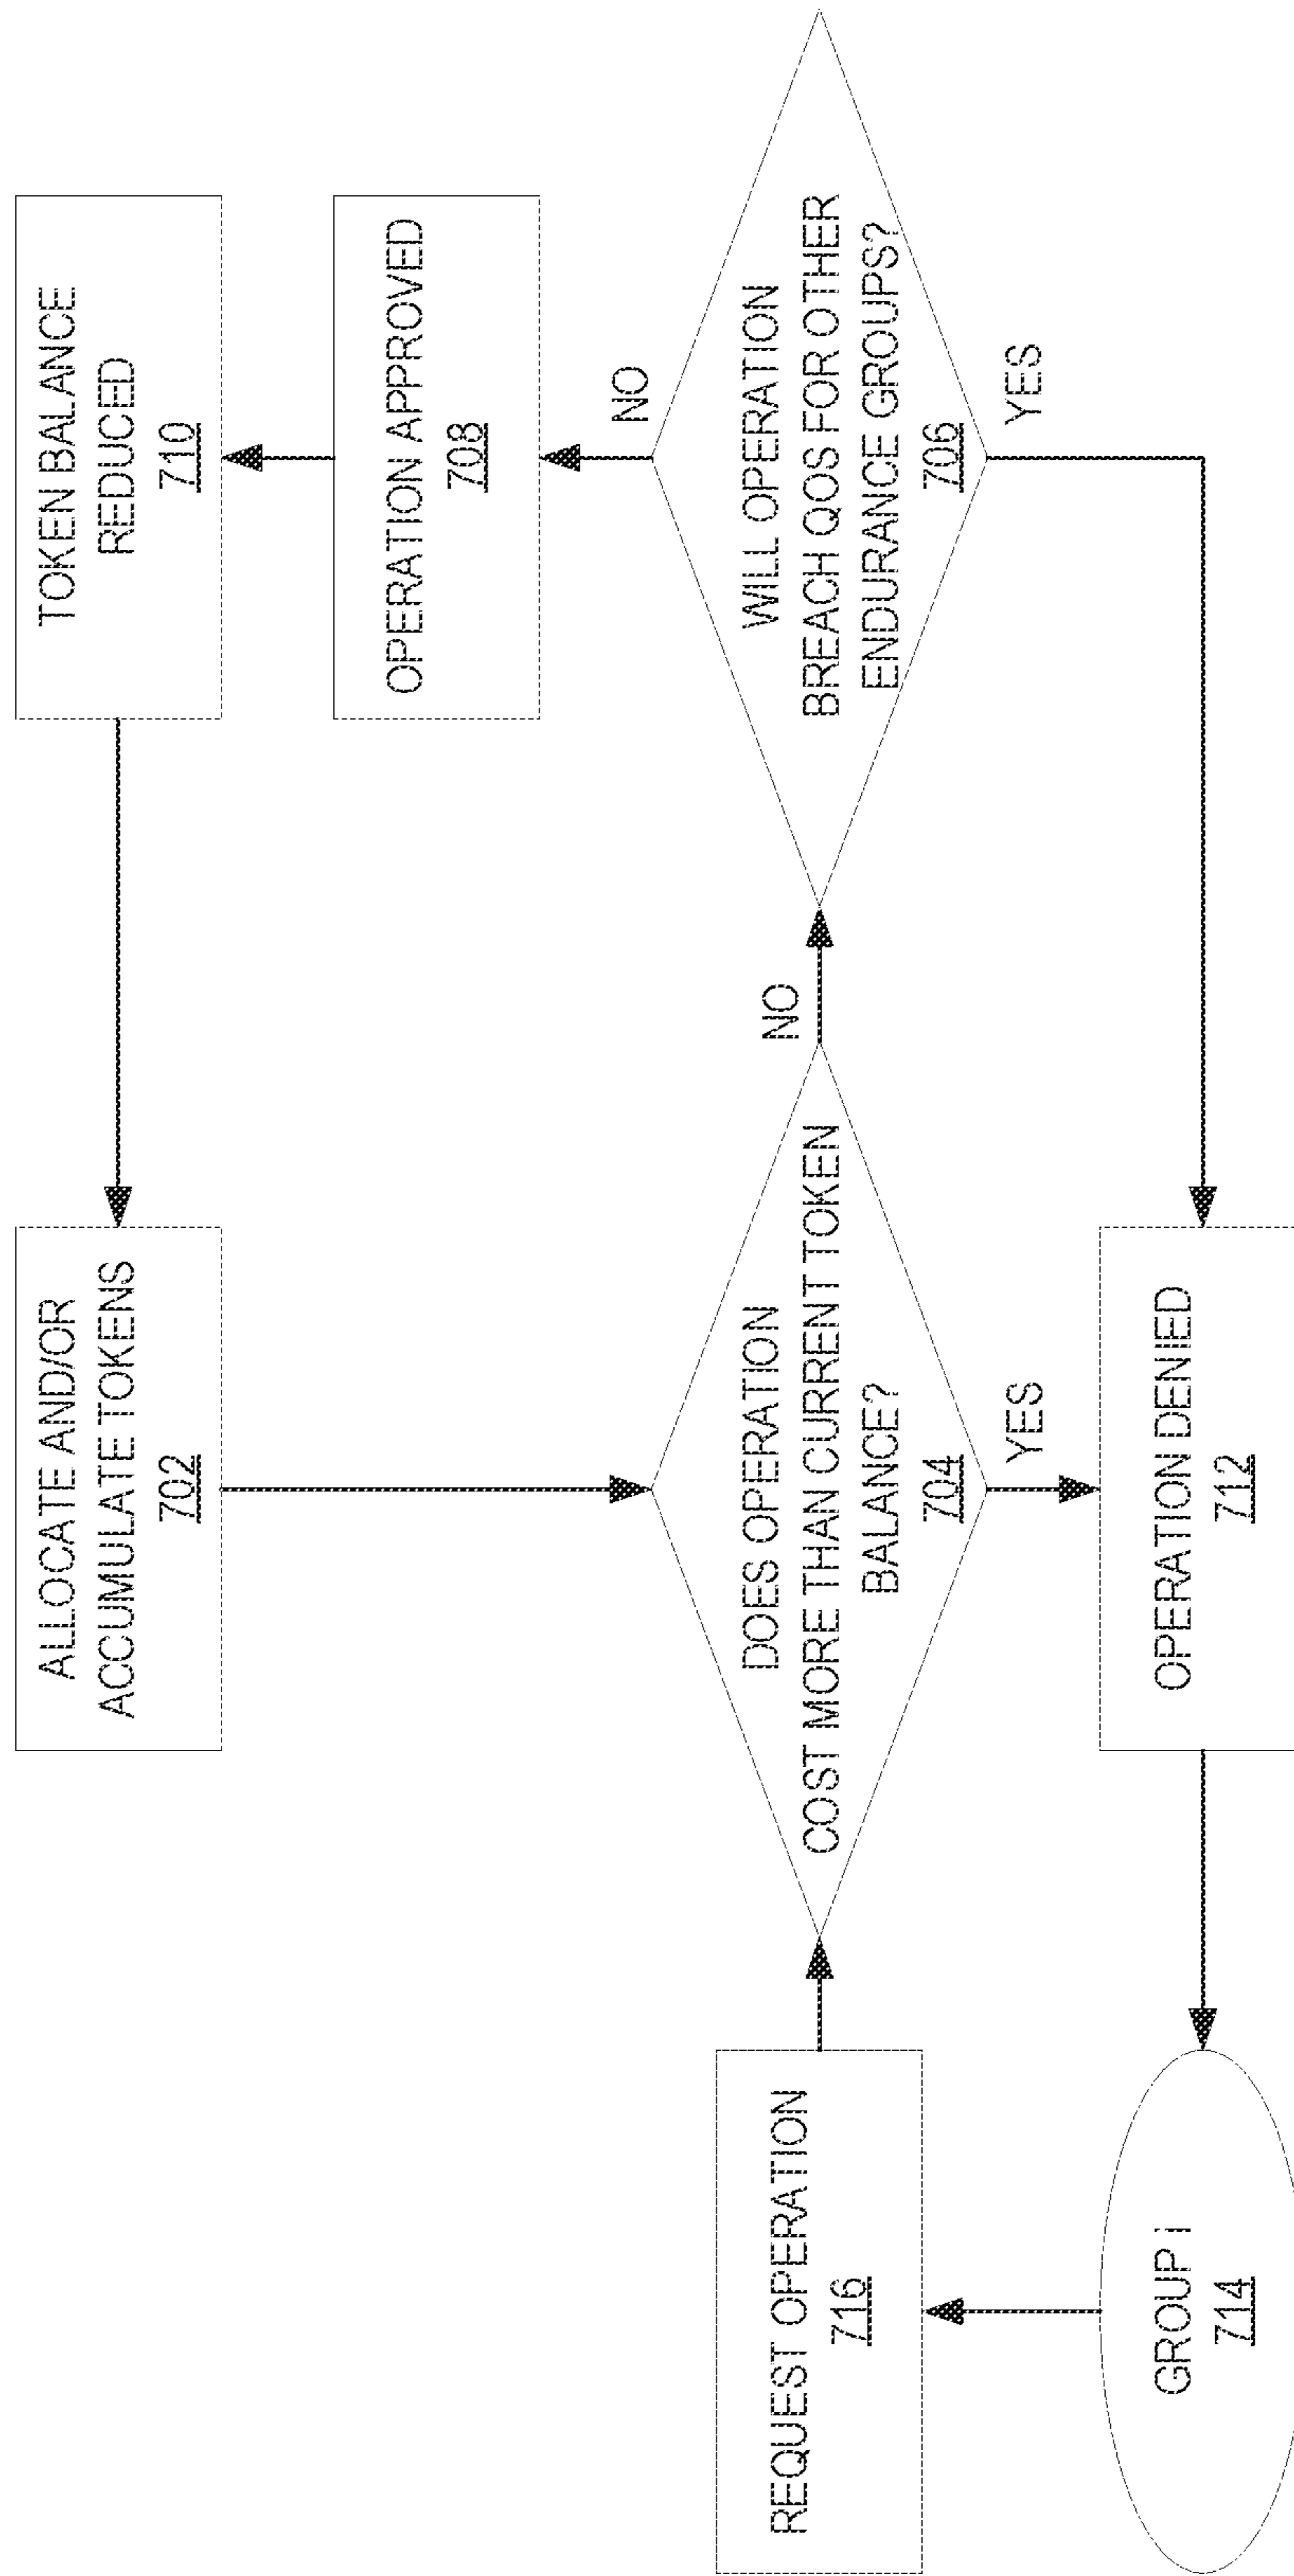 ALLOCATE AND/OR
ACCUMULATE TOKENS
702
TOKEN BALANCE
REDUCED
710
OPERATION APPROVED
708
REQUEST OPERATION
716
DOES OPERATION
COST MORE THAN CURRENT TOKEN
BALANCE?
704
NO
WILL OPERATION
BREACH QOS FOR OTHER
ENDURANCE GROUPS?
706
NO
YES
YES
GROUP I
714
OPERATION DENIED
712